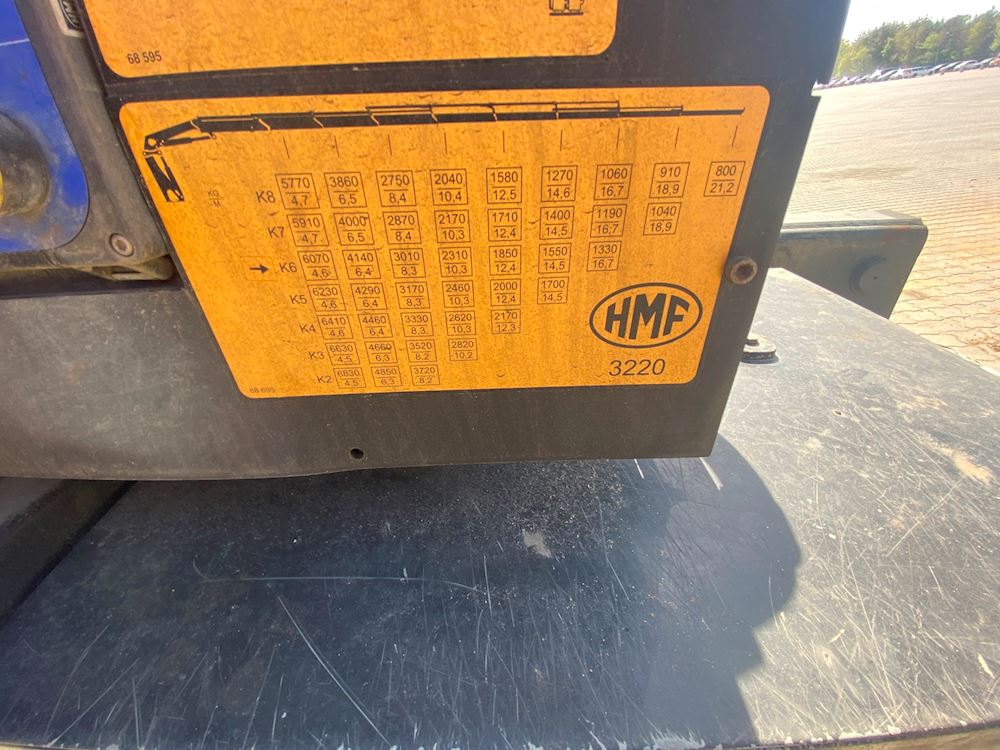 68 595
KG
-M
K8 5770 3860 2750 2040 1580 1270 1060 910 800
4,7 6,5 8,4 10,4 12,5 14,6 16,7 18,9 21,2
K7 5910 4000 2870 2170 1710 1400 1190 1040
4,7 6,5 8,4 10,3 12,4 14,5 16,7 18,9
K6 6070 4140 3010 2310 1850 1550 1330
4,6 6,4 8,3 10,3 12,4 14,5 16,7
K5 6230 4290 3170 2460 2000 1700
4,6 6,4 8,3 10,3 12,4 14,5
K4 6410 4460 3330 2620 2170
4,6 6,4 8,3 10,3 12,3
K3 6630 4660 3520 2820
4,5 6,3 8,2 10,2
K2 6830 4850 3720
4,5 6,3 8,2
HMF
3220